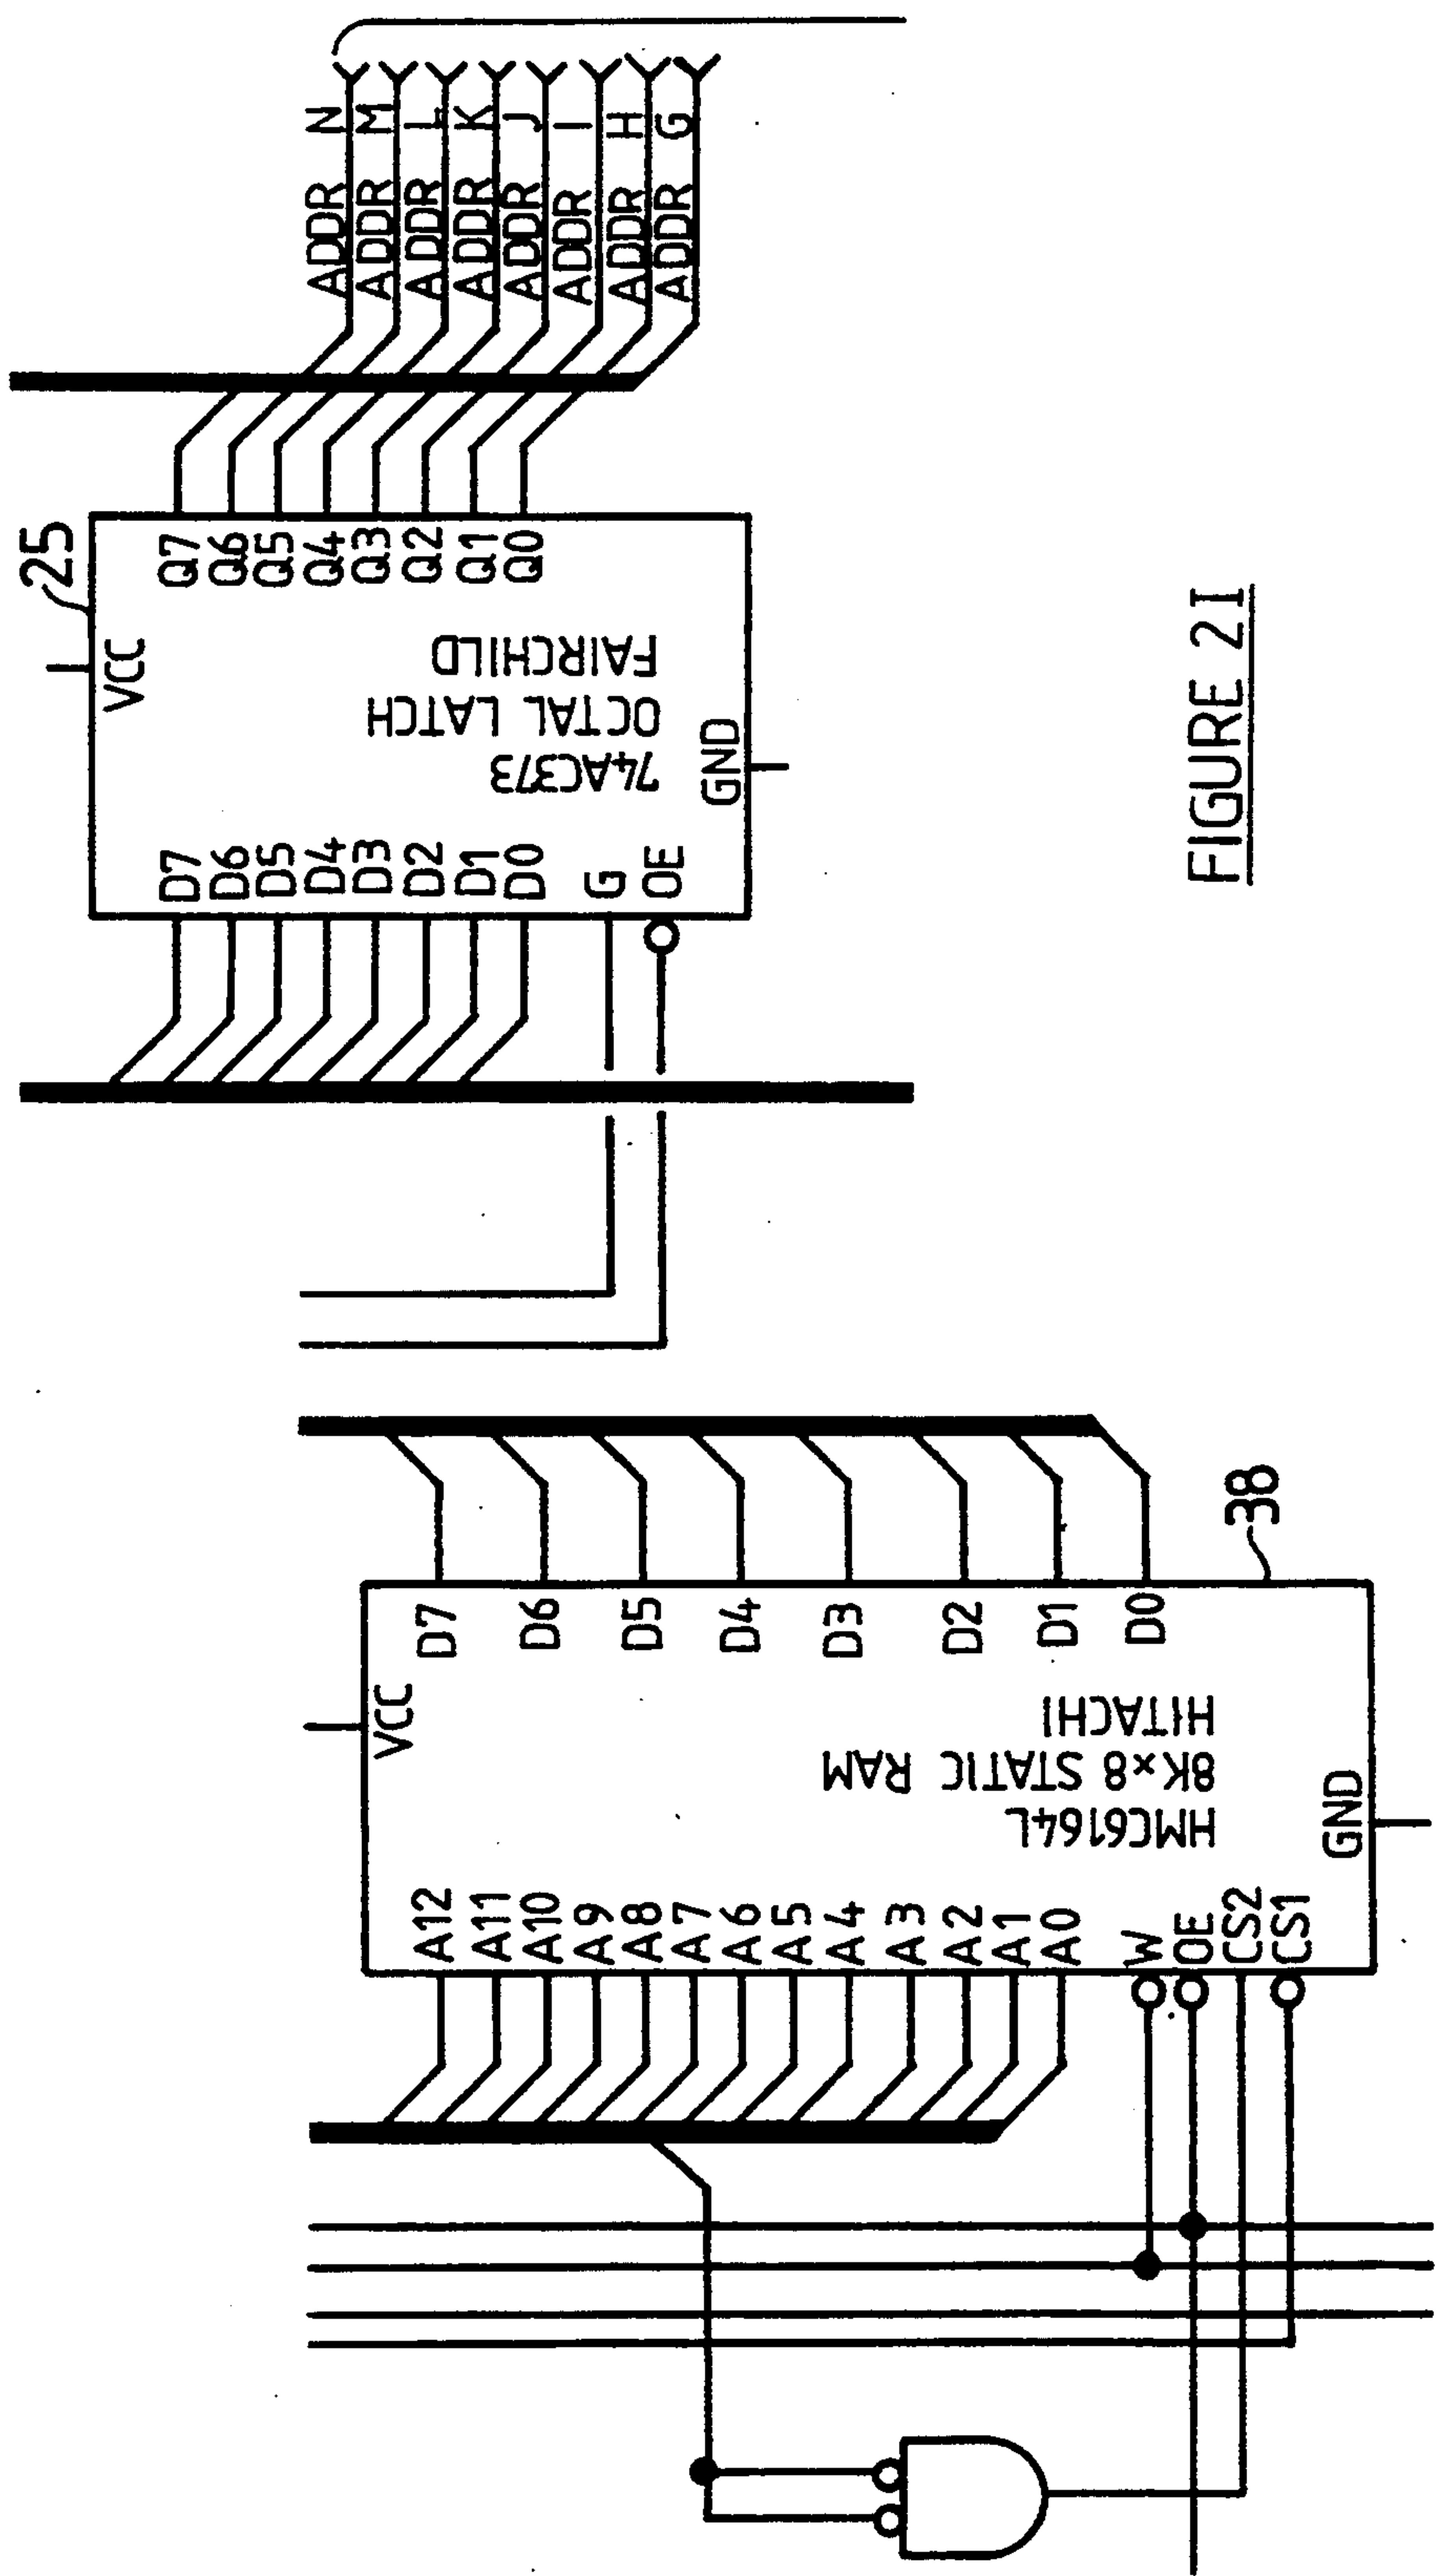 A12
A11
A10
A9
A8
A7
A6
A5
A4
A3
A2
A1
A0
W
OE
CS2
CS1
VCC
HMC6164L
8K×8 STATIC RAM
HITACHI
GND
D7
D6
D5
D4
D3
D2
D1
D0
38
D7
D6
D5
D4
D3
D2
D1
D0
G
OE
VCC
25
74AC373
OCTAL LATCH
FAIRCHILD
GND
Q7
Q6
Q5
Q4
Q3
Q2
Q1
Q0
ADDR N
ADDR M
ADDR L
ADDR K
ADDR J
ADDR I
ADDR H
ADDR G
FIGURE 2I